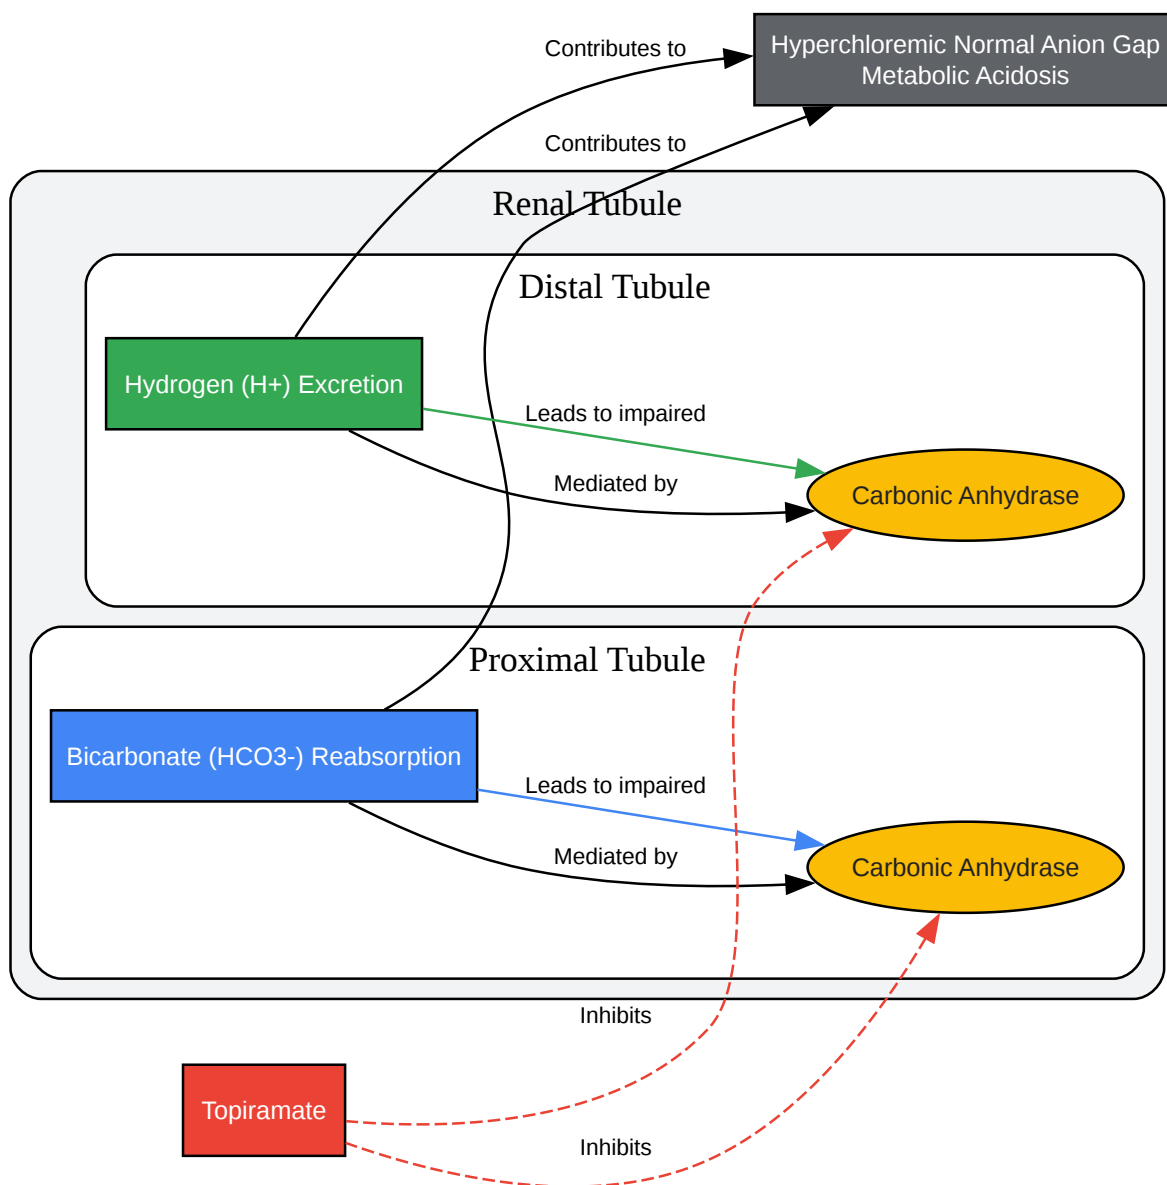 Contributes to
Hyperchloremic Normal Anion Gap
Metabolic Acidosis
Contributes to
Renal Tubule
Distal Tubule
Hydrogen (H+) Excretion
Leads to impaired
Mediated by
Carbonic Anhydrase
Proximal Tubule
Bicarbonate (HCO3-) Reabsorption
Leads to impaired
Mediated by
Carbonic Anhydrase
Inhibits
Topiramate
Inhibits